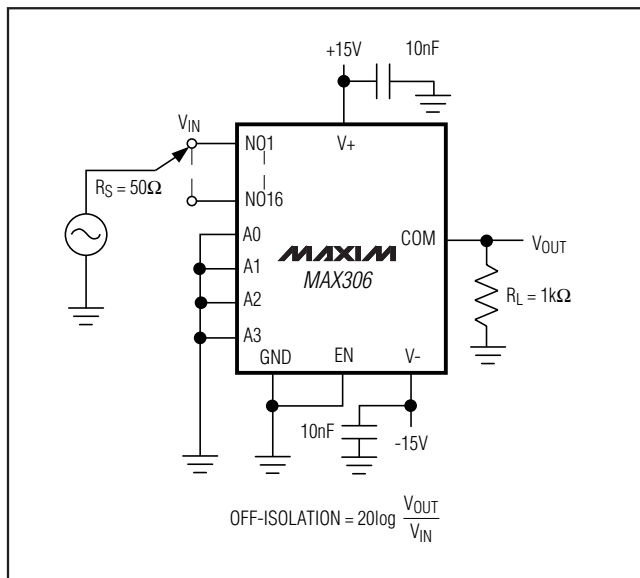 +15V
10nF
V+
VIN
NO1
RS = 50Ω
NO16
A0
COM
VOUT
MAXIM
A1
MAX306
RL = 1kΩ
A2
A3
GND
EN
V-
10nF
-15V
OFF-ISOLATION = 20log VOUT
VIN